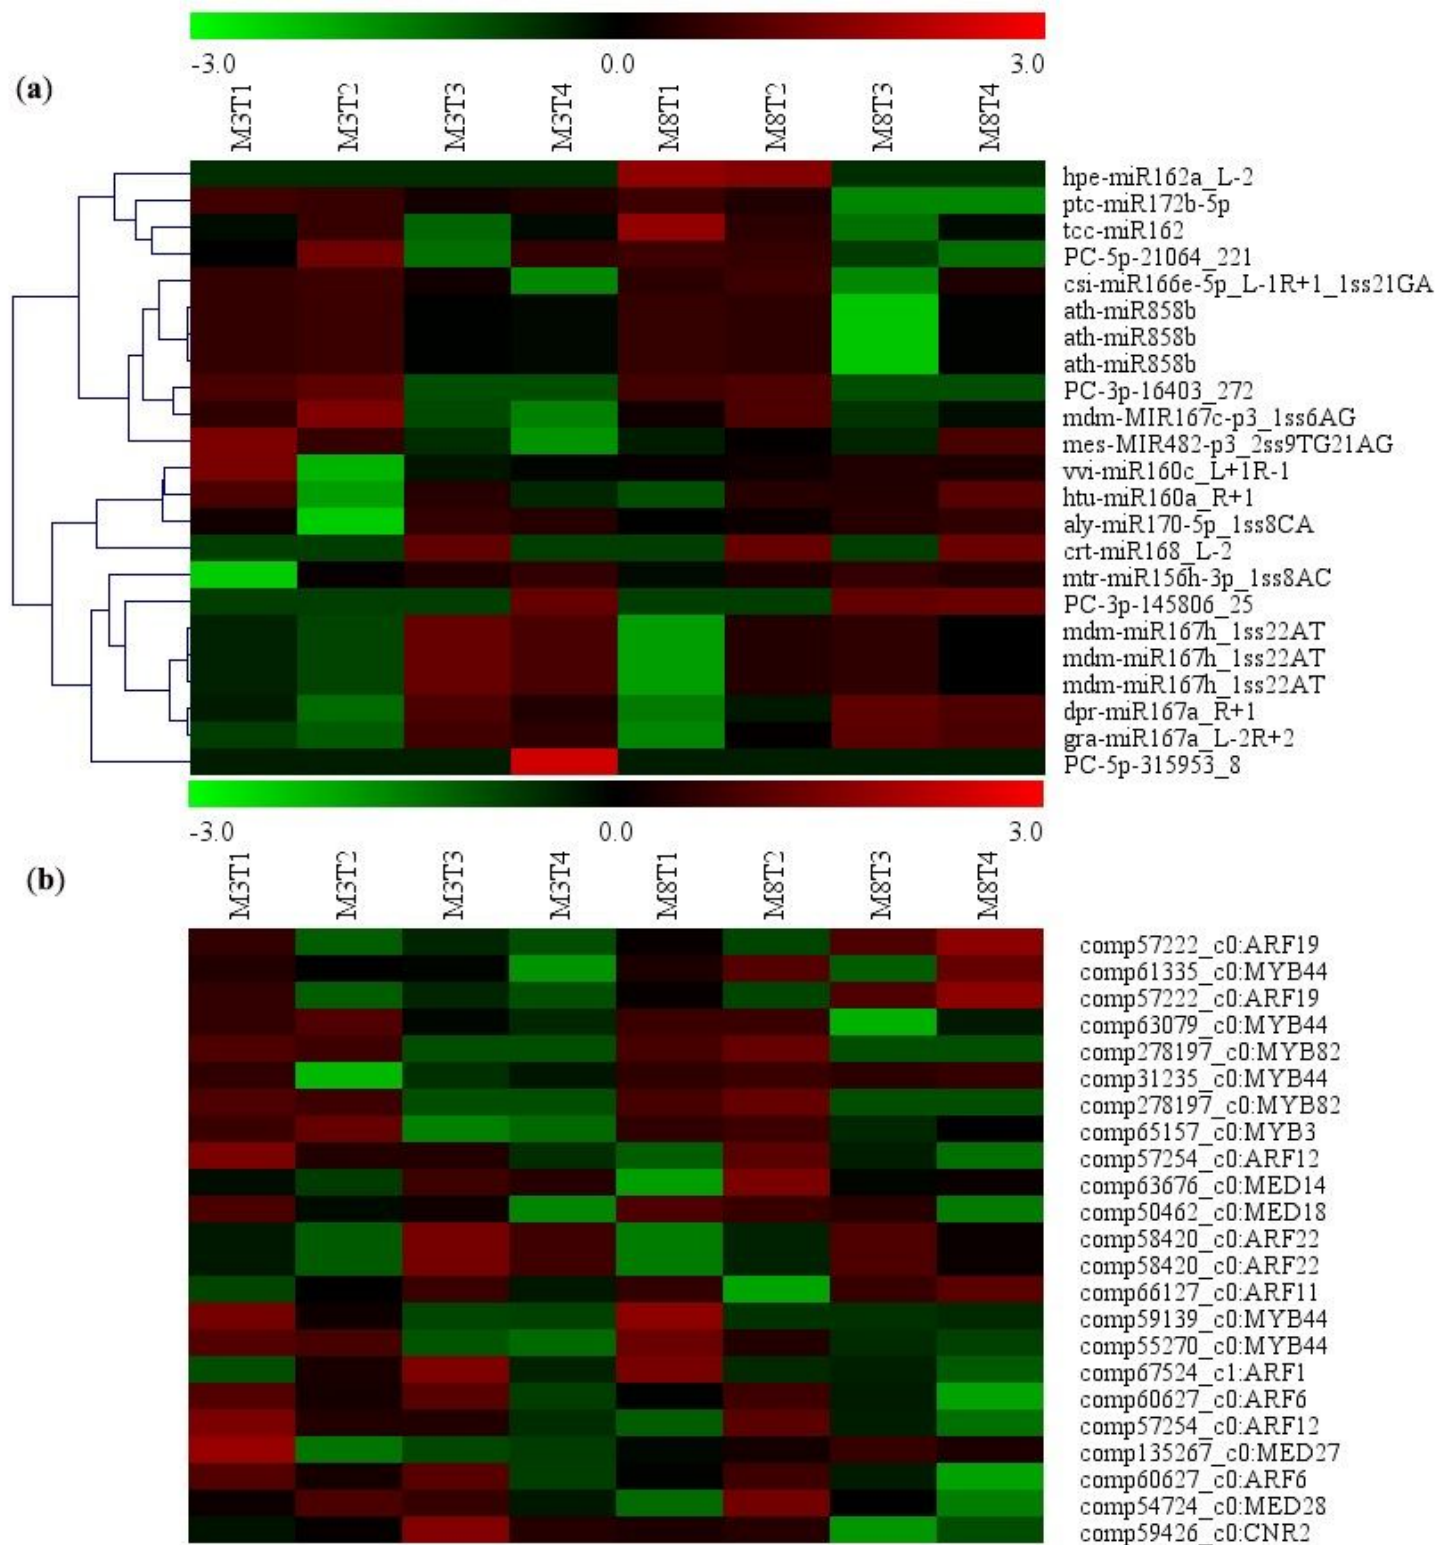 -3.0 0.0 3.0
(a)
M3T1 M3T2 M3T3 M3T4 M8T1 M8T2 M8T3 M8T4
hpe-miR162a_L-2
ptc-miR172b-5p
tcc-miR162
PC-5p-21064_221
csi-miR166e-5p_L-1R+1_1ss21GA
ath-miR858b
ath-miR858b
ath-miR858b
PC-3p-16403_272
mdm-MIR167c-p3_1ss6AG
mes-MIR482-p3_2ss9TG21AG
vvi-miR160c_L+1R-1
htu-miR160a_R+1
aly-miR170-5p_1ss8CA
crt-miR168_L-2
mtr-miR156h-3p_1ss8AC
PC-3p-145806_25
mdm-miR167h_1ss22AT
mdm-miR167h_1ss22AT
mdm-miR167h_1ss22AT
dpr-miR167a_R+1
gra-miR167a_L-2R+2
PC-5p-315953_8
-3.0 0.0 3.0
(b)
M3T1 M3T2 M3T3 M3T4 M8T1 M8T2 M8T3 M8T4
comp57222_c0:ARF19
comp61335_c0:MYB44
comp57222_c0:ARF19
comp63079_c0:MYB44
comp278197_c0:MYB82
comp31235_c0:MYB44
comp278197_c0:MYB82
comp65157_c0:MYB3
comp57254_c0:ARF12
comp63676_c0:MED14
comp50462_c0:MED18
comp58420_c0:ARF22
comp58420_c0:ARF22
comp66127_c0:ARF11
comp59139_c0:MYB44
comp55270_c0:MYB44
comp67524_c1:ARF1
comp60627_c0:ARF6
comp57254_c0:ARF12
comp135267_c0:MED27
comp60627_c0:ARF6
comp54724_c0:MED28
comp59426_c0:CNR2